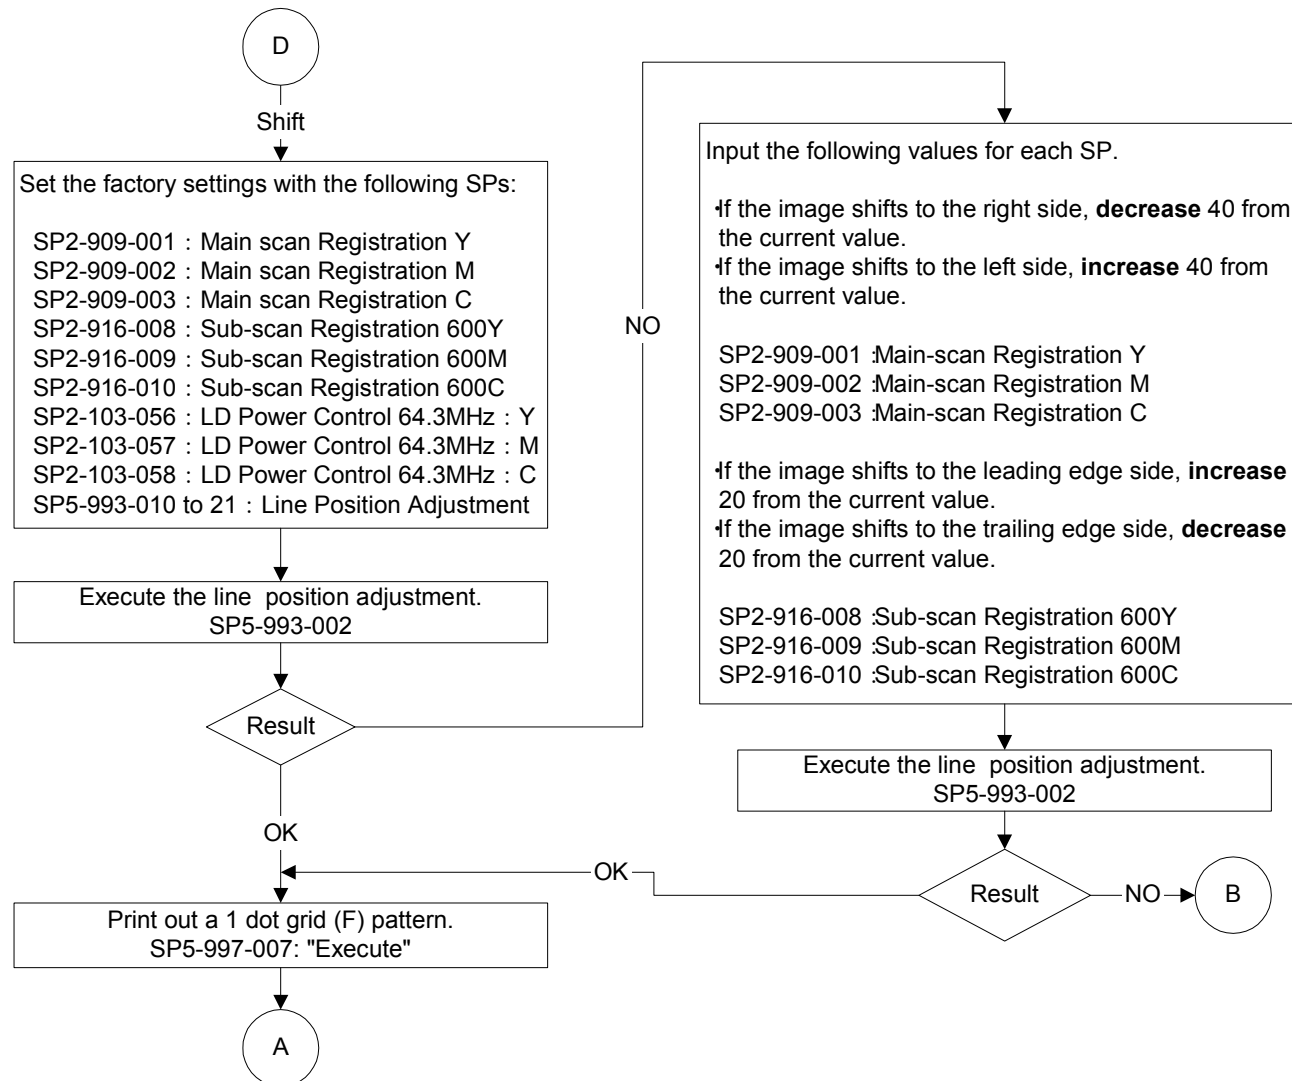 D
Shift
Set the factory settings with the following SPs:
SP2-909-001 : Main scan Registration Y
SP2-909-002 : Main scan Registration M
SP2-909-003 : Main scan Registration C
SP2-916-008 : Sub-scan Registration 600Y
SP2-916-009 : Sub-scan Registration 600M
SP2-916-010 : Sub-scan Registration 600C
SP2-103-056 : LD Power Control 64.3MHz : Y
SP2-103-057 : LD Power Control 64.3MHz : M
SP2-103-058 : LD Power Control 64.3MHz : C
SP5-993-010 to 21 : Line Position Adjustment
Execute the line position adjustment.
SP5-993-002
Result
NO
OK
Input the following values for each SP.
·If the image shifts to the right side, decrease 40 from
the current value.
·If the image shifts to the left side, increase 40 from
the current value.
SP2-909-001 :Main-scan Registration Y
SP2-909-002 :Main-scan Registration M
SP2-909-003 :Main-scan Registration C
·If the image shifts to the leading edge side, increase
20 from the current value.
·If the image shifts to the trailing edge side, decrease
20 from the current value.
SP2-916-008 :Sub-scan Registration 600Y
SP2-916-009 :Sub-scan Registration 600M
SP2-916-010 :Sub-scan Registration 600C
Execute the line position adjustment.
SP5-993-002
Result
NO
B
OK
Print out a 1 dot grid (F) pattern.
SP5-997-007: "Execute"
A